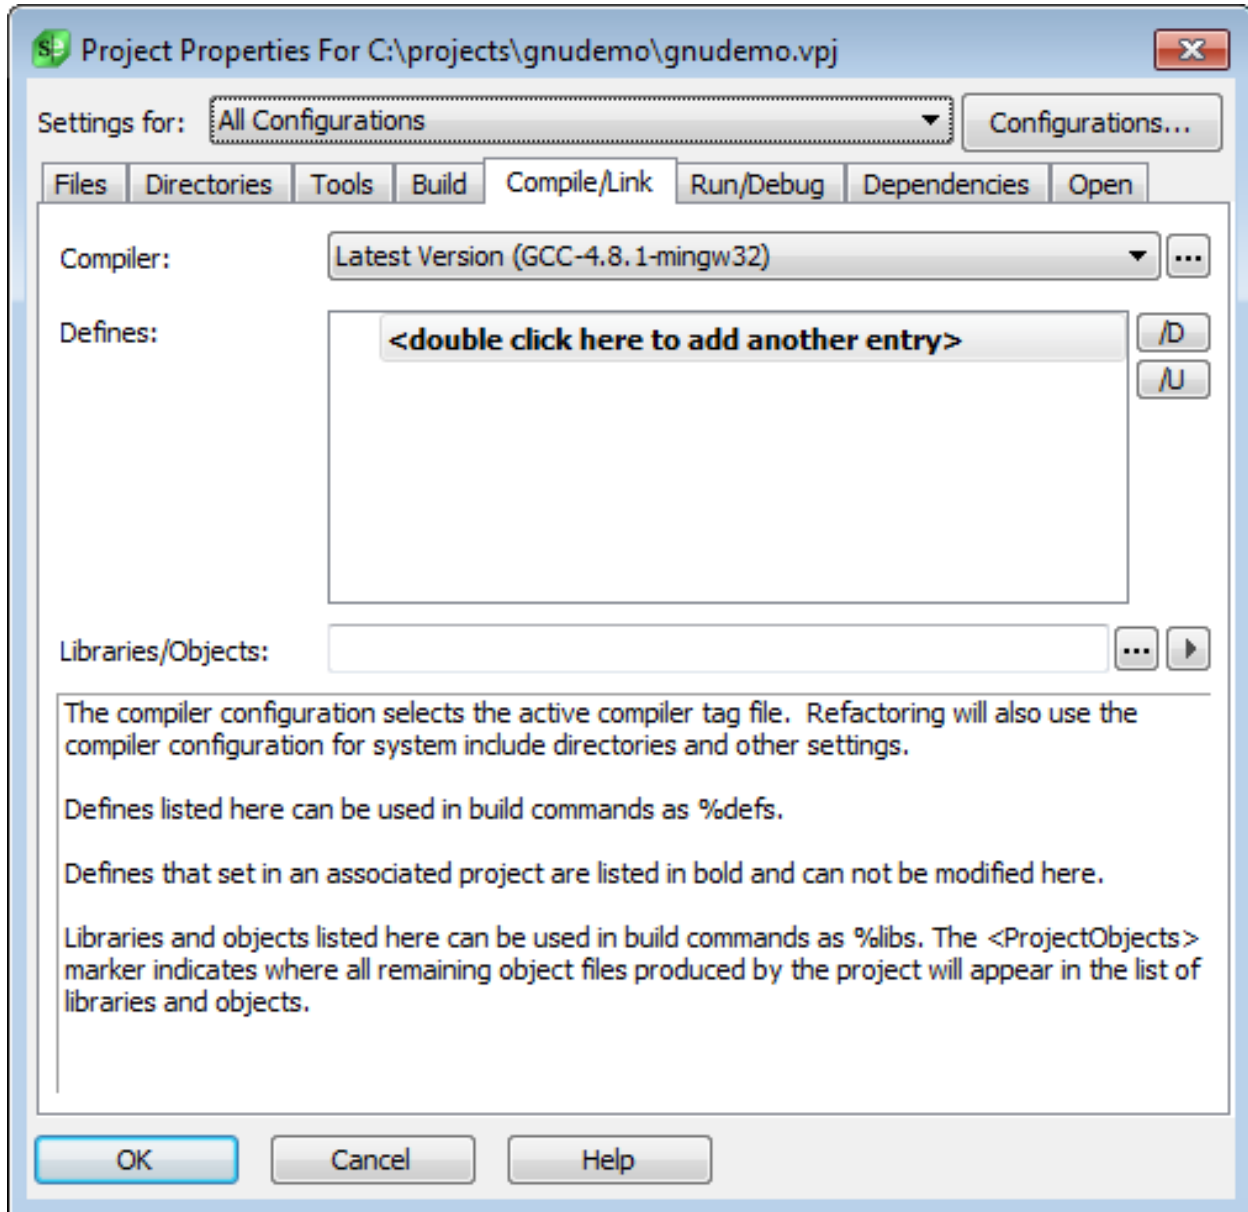 Project Properties For C:\projects\gnudemo\gnudemo.vpj
Settings for: All Configurations Configurations...
Files Directories Tools Build Compile/Link Run/Debug Dependencies Open
Compiler: Latest Version (GCC-4.8.1-mingw32) ...
Defines: <double click here to add another entry> /D
/U
Libraries/Objects: ...
The compiler configuration selects the active compiler tag file.  Refactoring will also use the
compiler configuration for system include directories and other settings.
Defines listed here can be used in build commands as %defs.
Defines that set in an associated project are listed in bold and can not be modified here.
Libraries and objects listed here can be used in build commands as %libs. The <ProjectObjects>
marker indicates where all remaining object files produced by the project will appear in the list of
libraries and objects.
OK Cancel Help